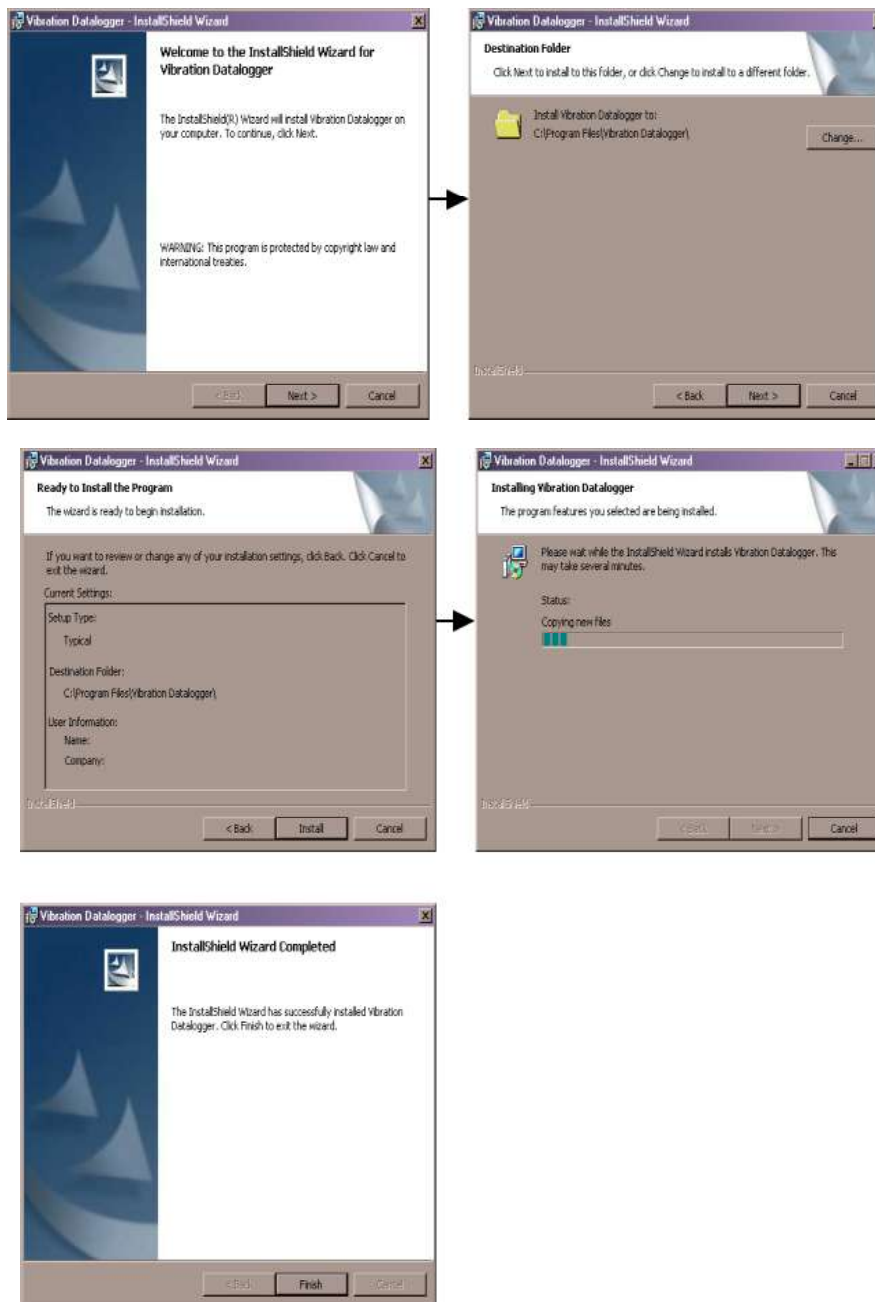 Vibration Datalogger - InstallShield Wizard
Welcome to the InstallShield Wizard for
Vibration Datalogger
The InstallShield(R) Wizard will install Vibration Datalogger on
your computer. To continue, click Next.
WARNING: This program is protected by copyright law and
international treaties.
< Back
Next >
Cancel
Vibration Datalogger - InstallShield Wizard
Destination Folder
Click Next to install to this folder, or click Change to install to a different folder.
Install Vibration Datalogger to:
C:\Program Files\Vibration Datalogger\
Change...
InstallShield
< Back
Next >
Cancel
Vibration Datalogger - InstallShield Wizard
Ready to Install the Program
The wizard is ready to begin installation.
If you want to review or change any of your installation settings, click Back. Click Cancel to
exit the wizard.
Current Settings:
Setup Type:
Typical
Destination Folder:
C:\Program Files\Vibration Datalogger\
User Information:
Name:
Company:
InstallShield
< Back
Install
Cancel
Vibration Datalogger - InstallShield Wizard
Installing Vibration Datalogger
The program features you selected are being installed.
Please wait while the InstallShield Wizard installs Vibration Datalogger. This
may take several minutes.
Status:
Copying new files
InstallShield
< Back
Next >
Cancel
Vibration Datalogger - InstallShield Wizard
InstallShield Wizard Completed
The InstallShield Wizard has successfully installed Vibration
Datalogger. Click Finish to exit the wizard.
< Back
Finish
Cancel